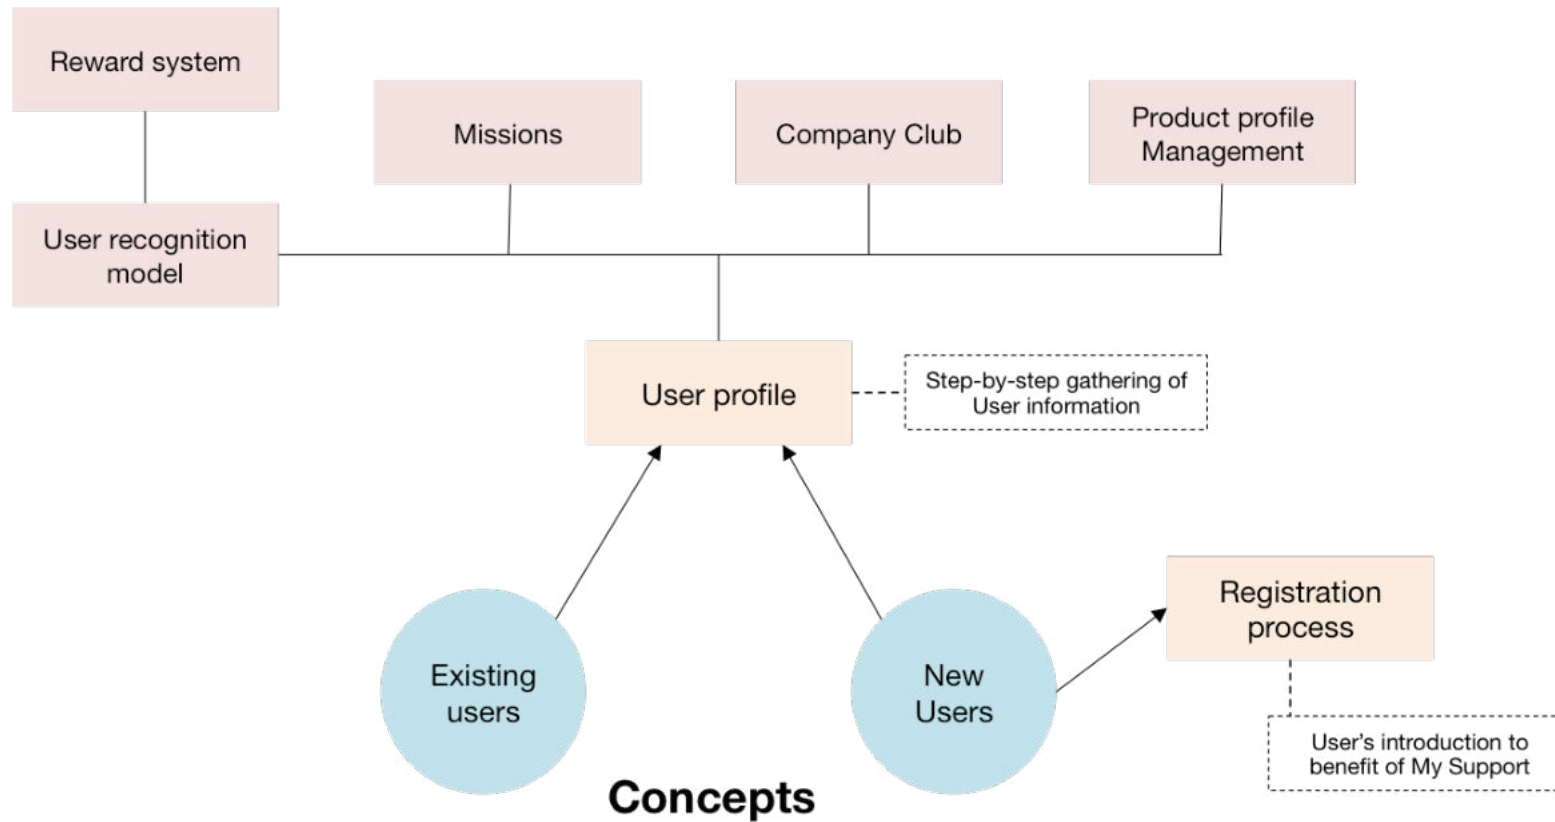 Reward system
Missions
Company Club
Product profile
Management
User recognition
model
User profile
Step-by-step gathering of
User information
Existing
users
New
Users
Registration
process
User's introduction to
benefit of My Support
Concepts